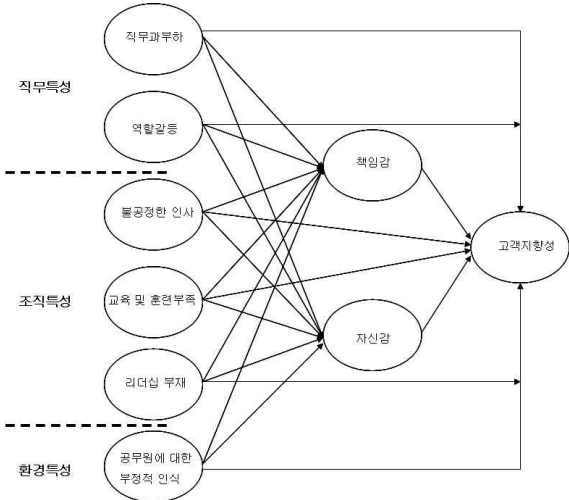 직무과부하
직무특성
역할갈등
책임감
불공정한 인사
고객지향성
조직특성
교육 및 훈련부족
자신감
리더십 부재
환경특성
공무원에 대한
부정적 인식